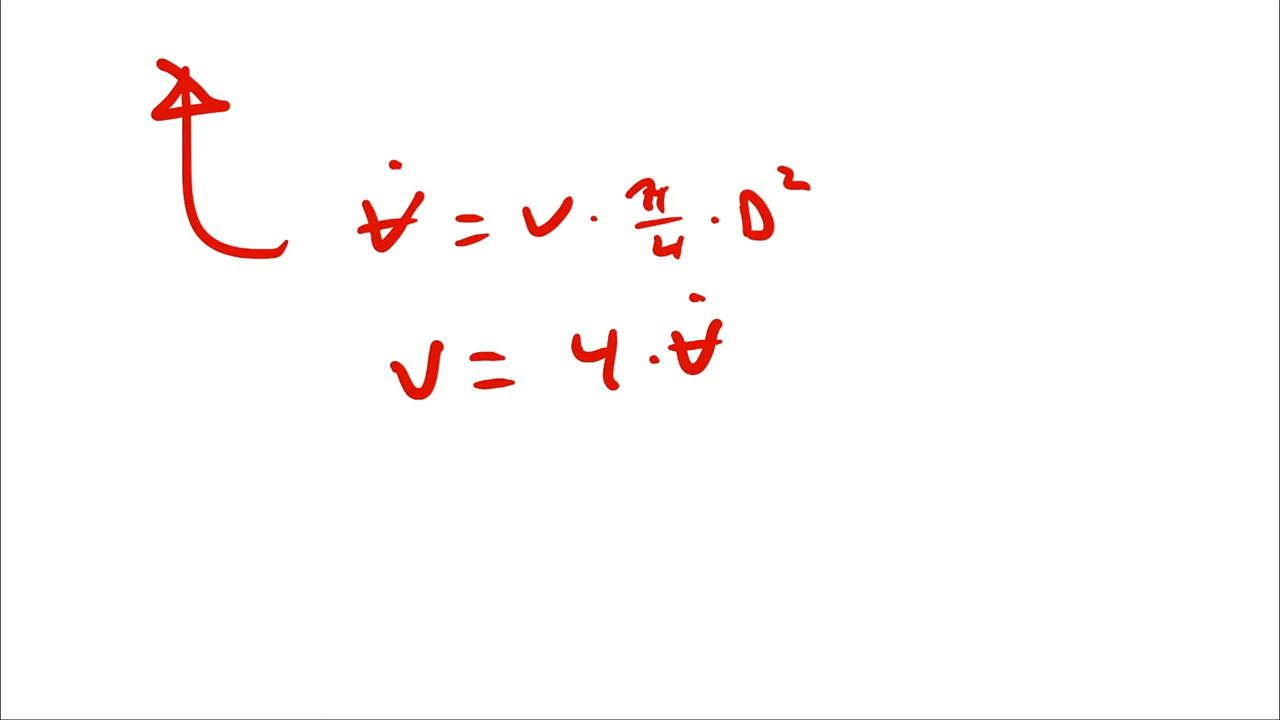 V̶̇ = V · π/4 · D²
V = 4 · V̶̇